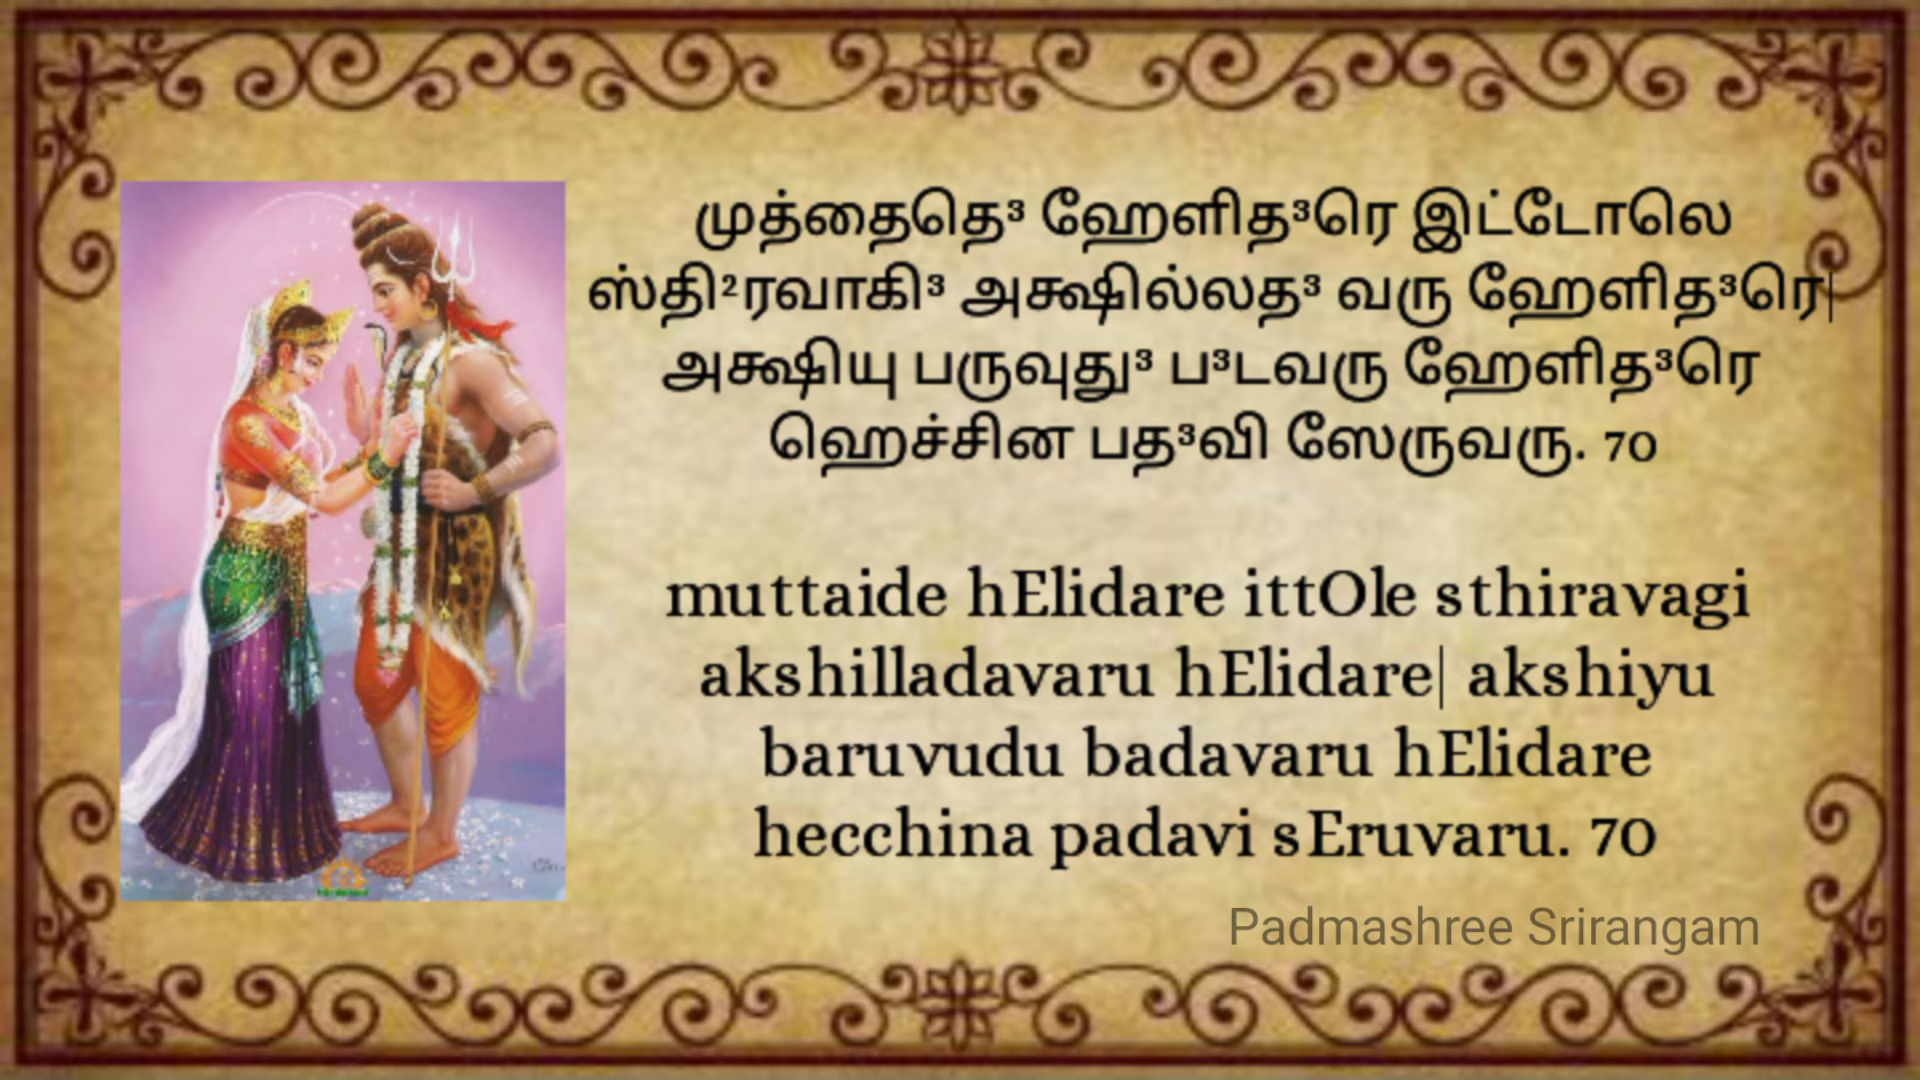 முத்தைதெ³ ஹேளித³ரெ இட்டோலெ
ஸ்தி²ரவாகி³ அக்ஷில்லத³ வரு ஹேளித³ரெ|
அக்ஷியு பருவுது³ ப³டவரு ஹேளித³ரெ
ஹெச்சின பத³வி ஸேருவரு. 70
muttaide hElidare ittOle sthiravagi
akshilladavaru hElidare| akshiyu
baruvudu badavaru hElidare
hecchina padavi sEruvaru. 70
Padmashree Srirangam